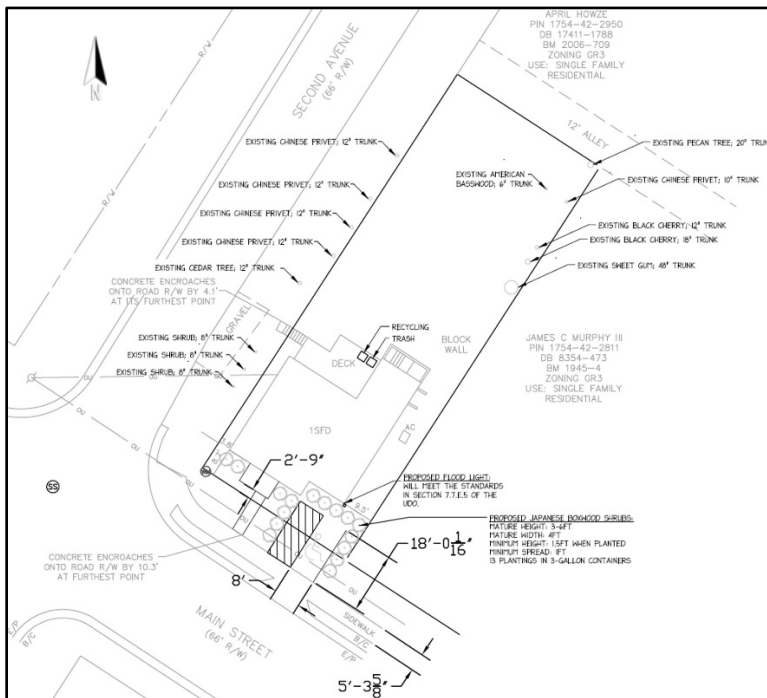 APRIL HOWZE
PIN 1754-42-2950
DB 17411-1788
BM 2006-709
ZONING GR3
USE: SINGLE FAMILY
RESIDENTIAL
N
R/W
SECOND AVENUE
(66' R/W)
12' ALLEY
R/W
EXISTING CHINESE PRIVET; 12" TRUNK
EXISTING PECAN TREE; 20" TRUN
EXISTING CHINESE PRIVET; 12" TRUNK
EXISTING AMERICAN
BASSWOOD; 6" TRUNK
EXISTING CHINESE PRIVET; 10" TRUNK
EXISTING CHINESE PRIVET; 12" TRUNK
EXISTING BLACK CHERRY; 12" TRUNK
EXISTING BLACK CHERRY; 18" TRUNK
EXISTING CHINESE PRIVET; 12" TRUNK
EXISTING SWEET GUM; 48" TRUNK
EXISTING CEDAR TREE; 12" TRUNK
CONCRETE ENCROACHES
ONTO ROAD R/W BY 4.1'
AT ITS FURTHEST POINT
GRAVEL
RECYCLING
TRASH
BLOCK
WALL
DECK
EXISTING SHRUB; 8" TRUNK
EXISTING SHRUB; 8" TRUNK
EXISTING SHRUB; 8" TRUNK
JAMES C MURPHY III
PIN 1754-42-2811
DB 8354-473
BM 1945-4
ZONING GR3
USE: SINGLE FAMILY
RESIDENTIAL
OU
OU
OU
OU
1SFD
AC
3.8'
2'-9"
SS
PROPOSED FLOOD LIGHT:
WILL MEET THE STANDARDS
IN SECTION 7.7.E.5 OF THE
UDO.
9.5'
PROPOSED JAPANESE BOXWOOD SHRUBS:
MATURE HEIGHT: 3-6FT
MATURE WIDTH: 4FT
MINIMUM HEIGHT: 1.5FT WHEN PLANTED
MINIMUM SPREAD: 1FT
13 PLANTINGS IN 3-GALLON CONTAINERS
18'-0 1/16"
CONCRETE ENCROACHES
ONTO ROAD R/W BY 10.3'
AT FURTHEST POINT
8'
OU
MAIN STREET
(66' R/W)
SIDEWALK
B/C
E/P
E/P
B/C
5'-3 5/8"